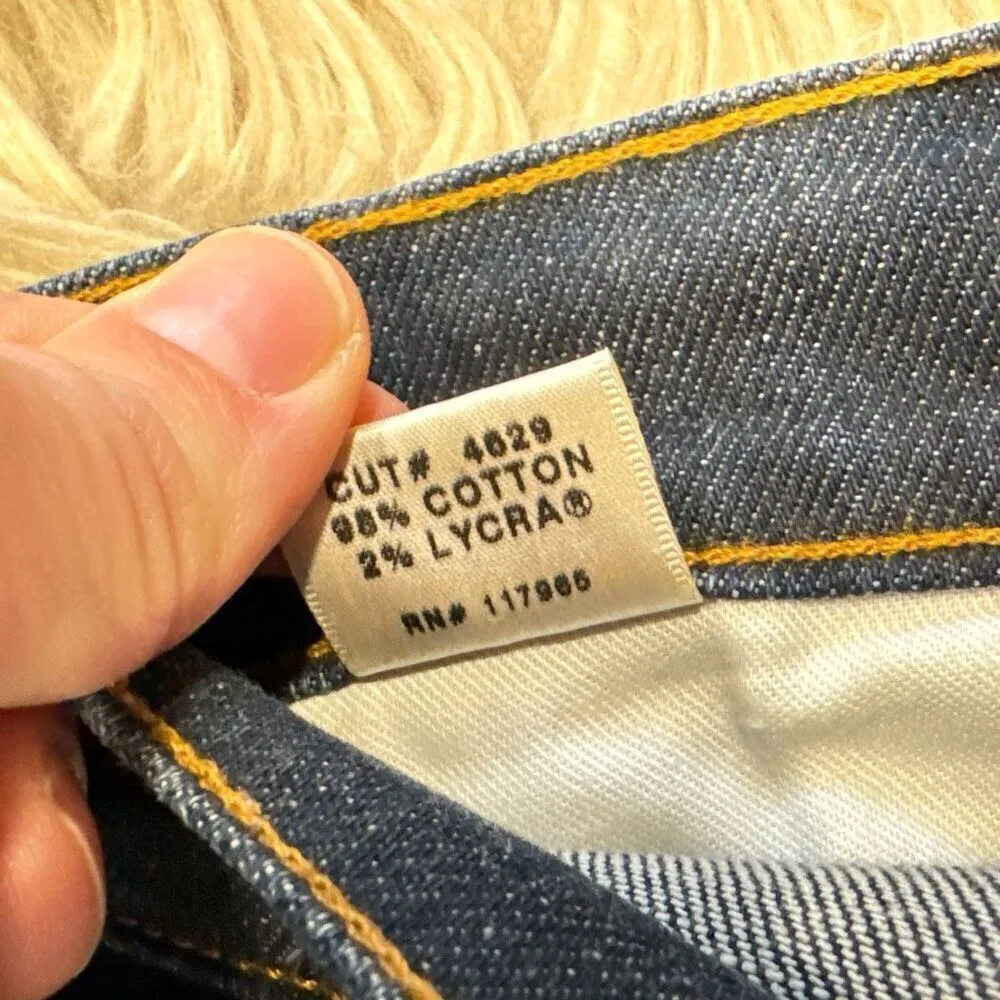 CUT# 4629
98% COTTON
2% LYCRA®
RN# 117965